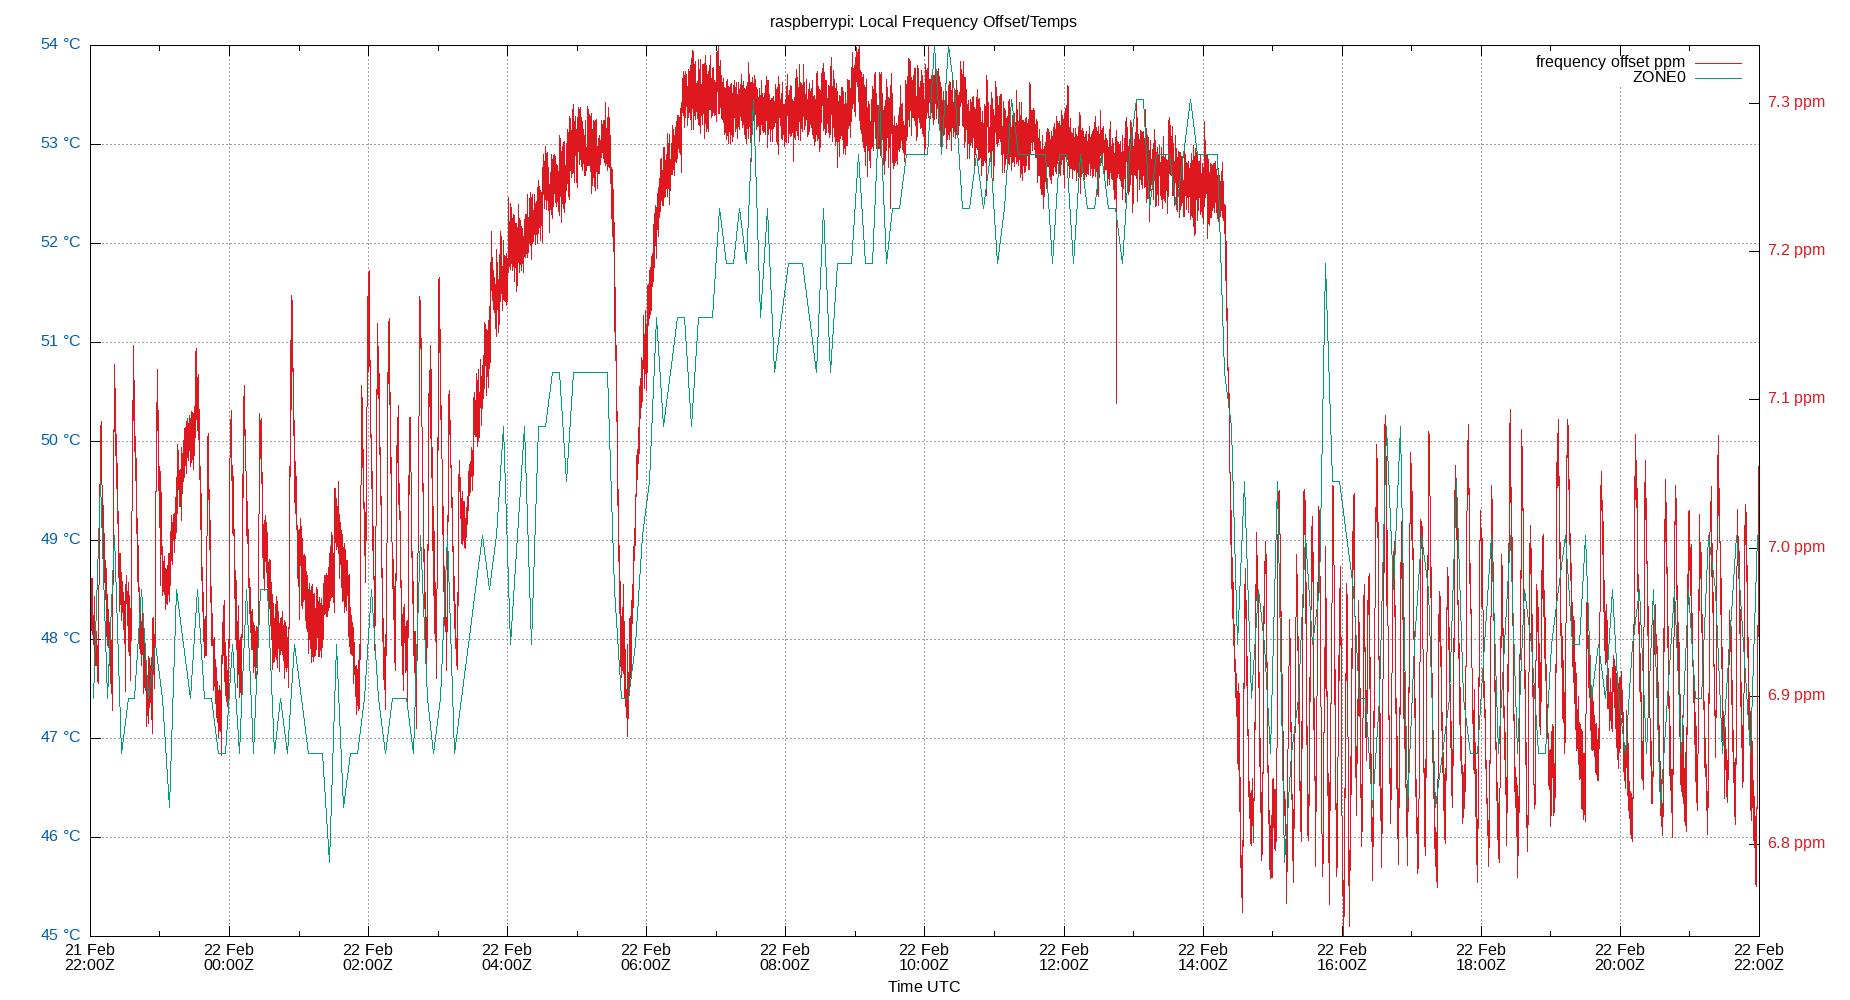 raspberrypi: Local Frequency Offset/Temps
frequency offset ppm
ZONE0
54 °C
53 °C
52 °C
51 °C
50 °C
49 °C
48 °C
47 °C
46 °C
45 °C
7.3 ppm
7.2 ppm
7.1 ppm
7.0 ppm
6.9 ppm
6.8 ppm
21 Feb
22:00Z
22 Feb
00:00Z
22 Feb
02:00Z
22 Feb
04:00Z
22 Feb
06:00Z
22 Feb
08:00Z
22 Feb
10:00Z
22 Feb
12:00Z
22 Feb
14:00Z
22 Feb
16:00Z
22 Feb
18:00Z
22 Feb
20:00Z
22 Feb
22:00Z
Time UTC